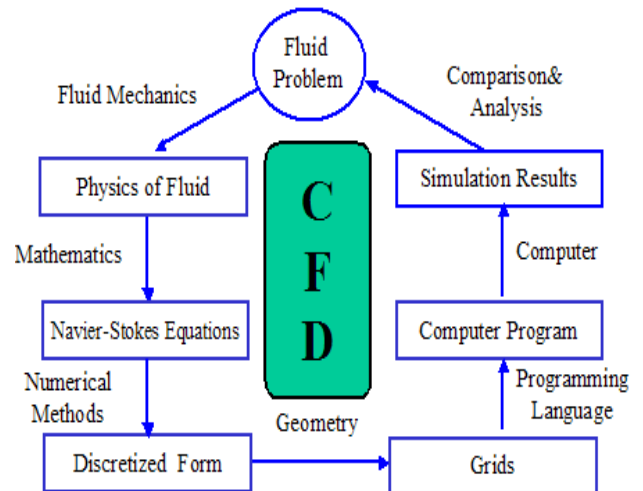 Fluid
Problem
Fluid Mechanics
Comparison&
Analysis
Physics of Fluid
Simulation Results
C
F
D
Mathematics
Computer
Navier-Stokes Equations
Computer Program
Numerical
Methods
Programming
Language
Geometry
Discretized Form
Grids